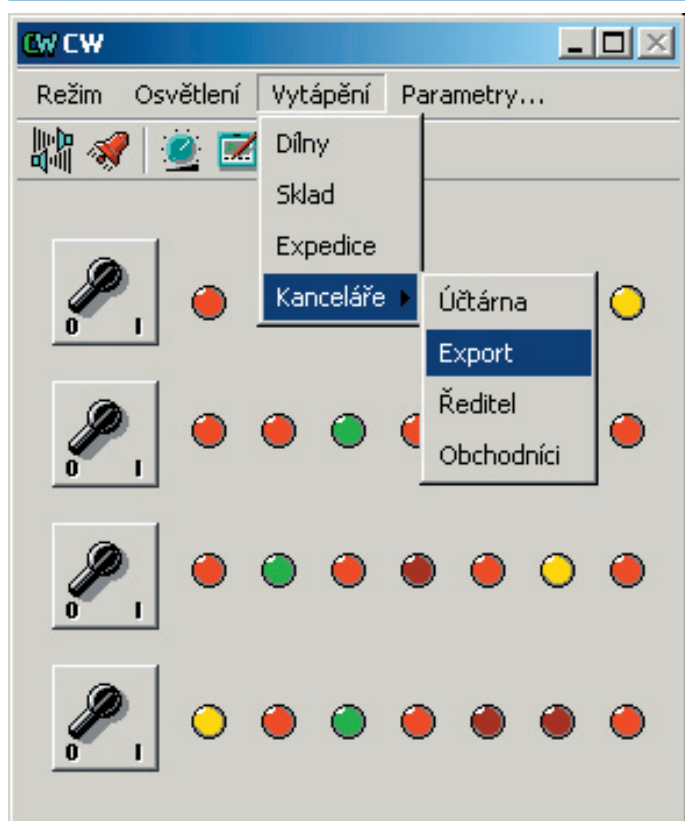 CW CW
Režim Osvětlení Vytápění Parametry...
Dílny
Sklad
Expedice
Kanceláře
Účtárna
Export
Ředitel
Obchodníci
0 I
0 I
0 I
0 I